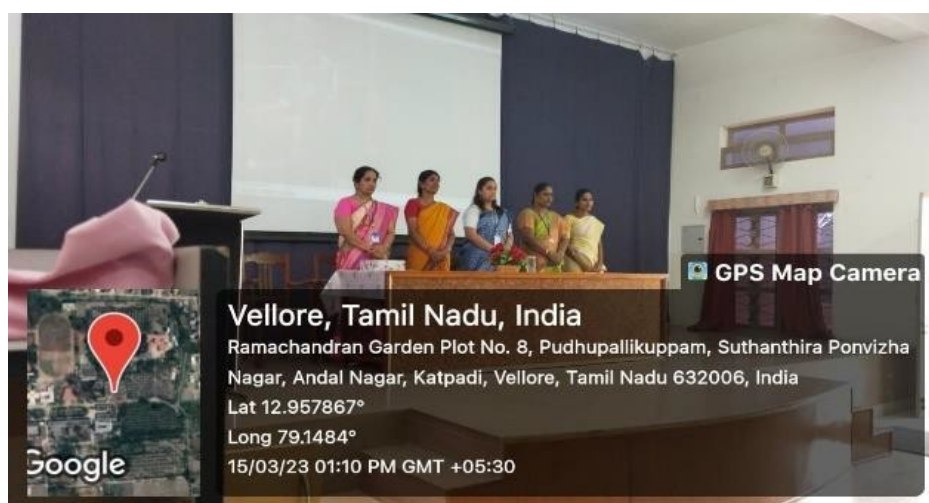 GPS Map Camera
Vellore, Tamil Nadu, India
Ramachandran Garden Plot No. 8, Pudhupallikuppam, Suthanthira Ponvizha
Nagar, Andal Nagar, Katpadi, Vellore, Tamil Nadu 632006, India
Lat 12.957867°
Long 79.1484°
15/03/23 01:10 PM GMT +05:30
Google